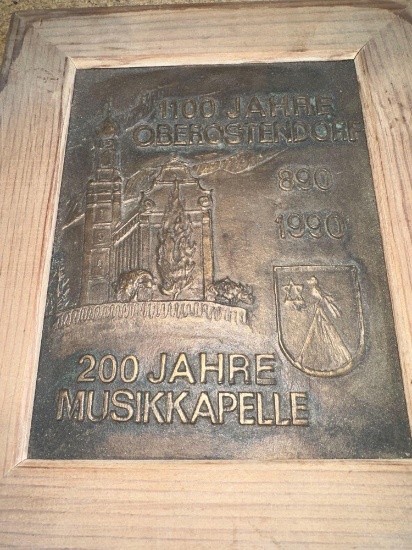 1100 JAHRE
OBEROSTENDORF
890
1990
200 JAHRE
MUSIKKAPELLE